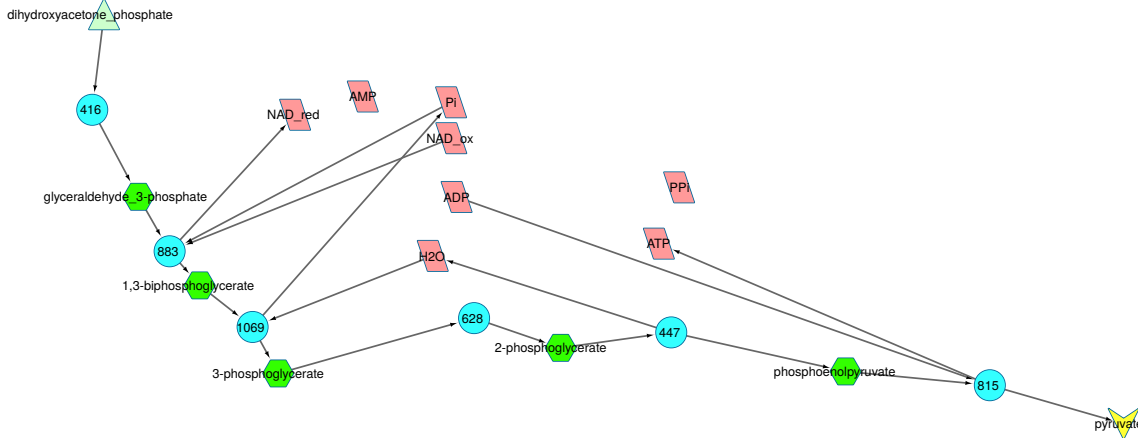 dihydroxyacetone_phosphate
416
NAD_red
AMP
Pi
NAD_ox
glyceraldehyde_3-phosphate
ADP
PPi
883
ATP
H2O
1,3-biphosphoglycerate
1069
628
447
2-phosphoglycerate
3-phosphoglycerate
phosphoenolpyruvate
815
pyruvate